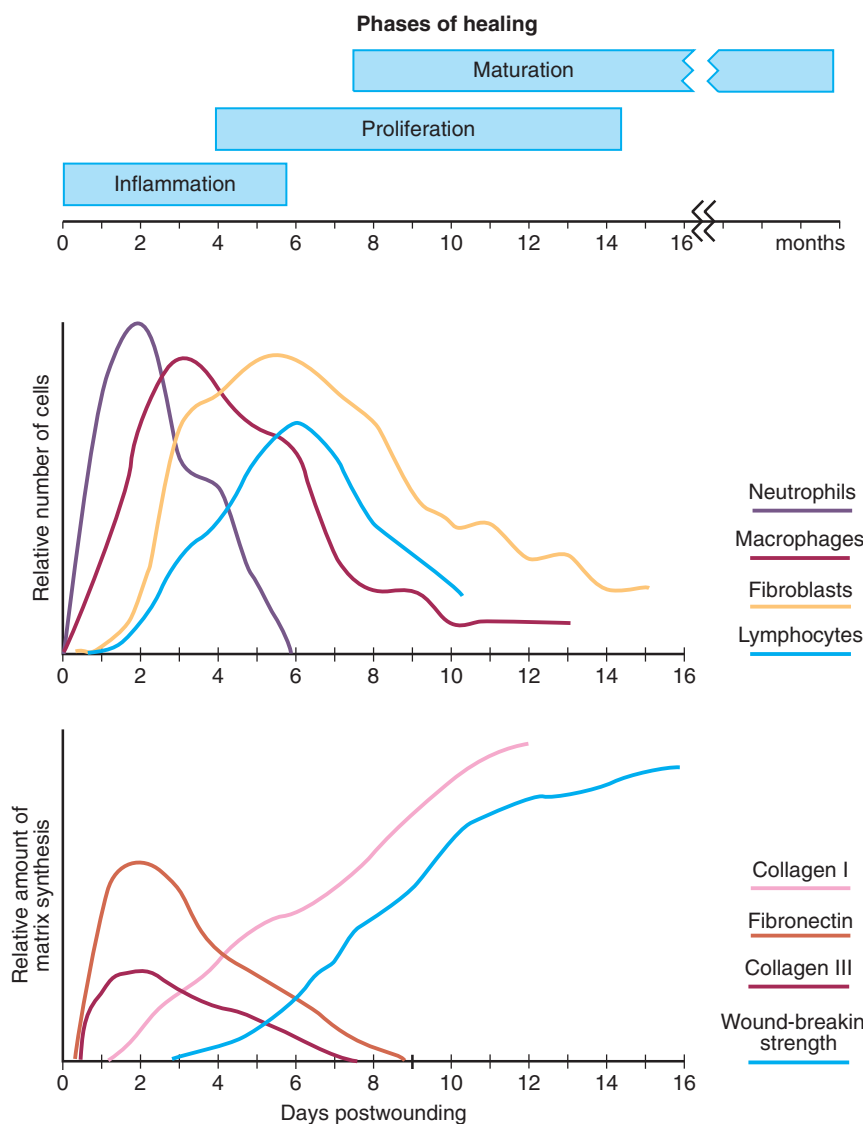 Phases of healing
Maturation
Proliferation
Inflammation
0 2 4 6 8 10 12 14 16 months
Relative number of cells
Neutrophils
Macrophages
Fibroblasts
Lymphocytes
0 2 4 6 8 10 12 14 16
Relative amount of
matrix synthesis
Collagen I
Fibronectin
Collagen III
Wound-breakin
strength
0 2 4 6 8 10 12 14 16
Days postwounding